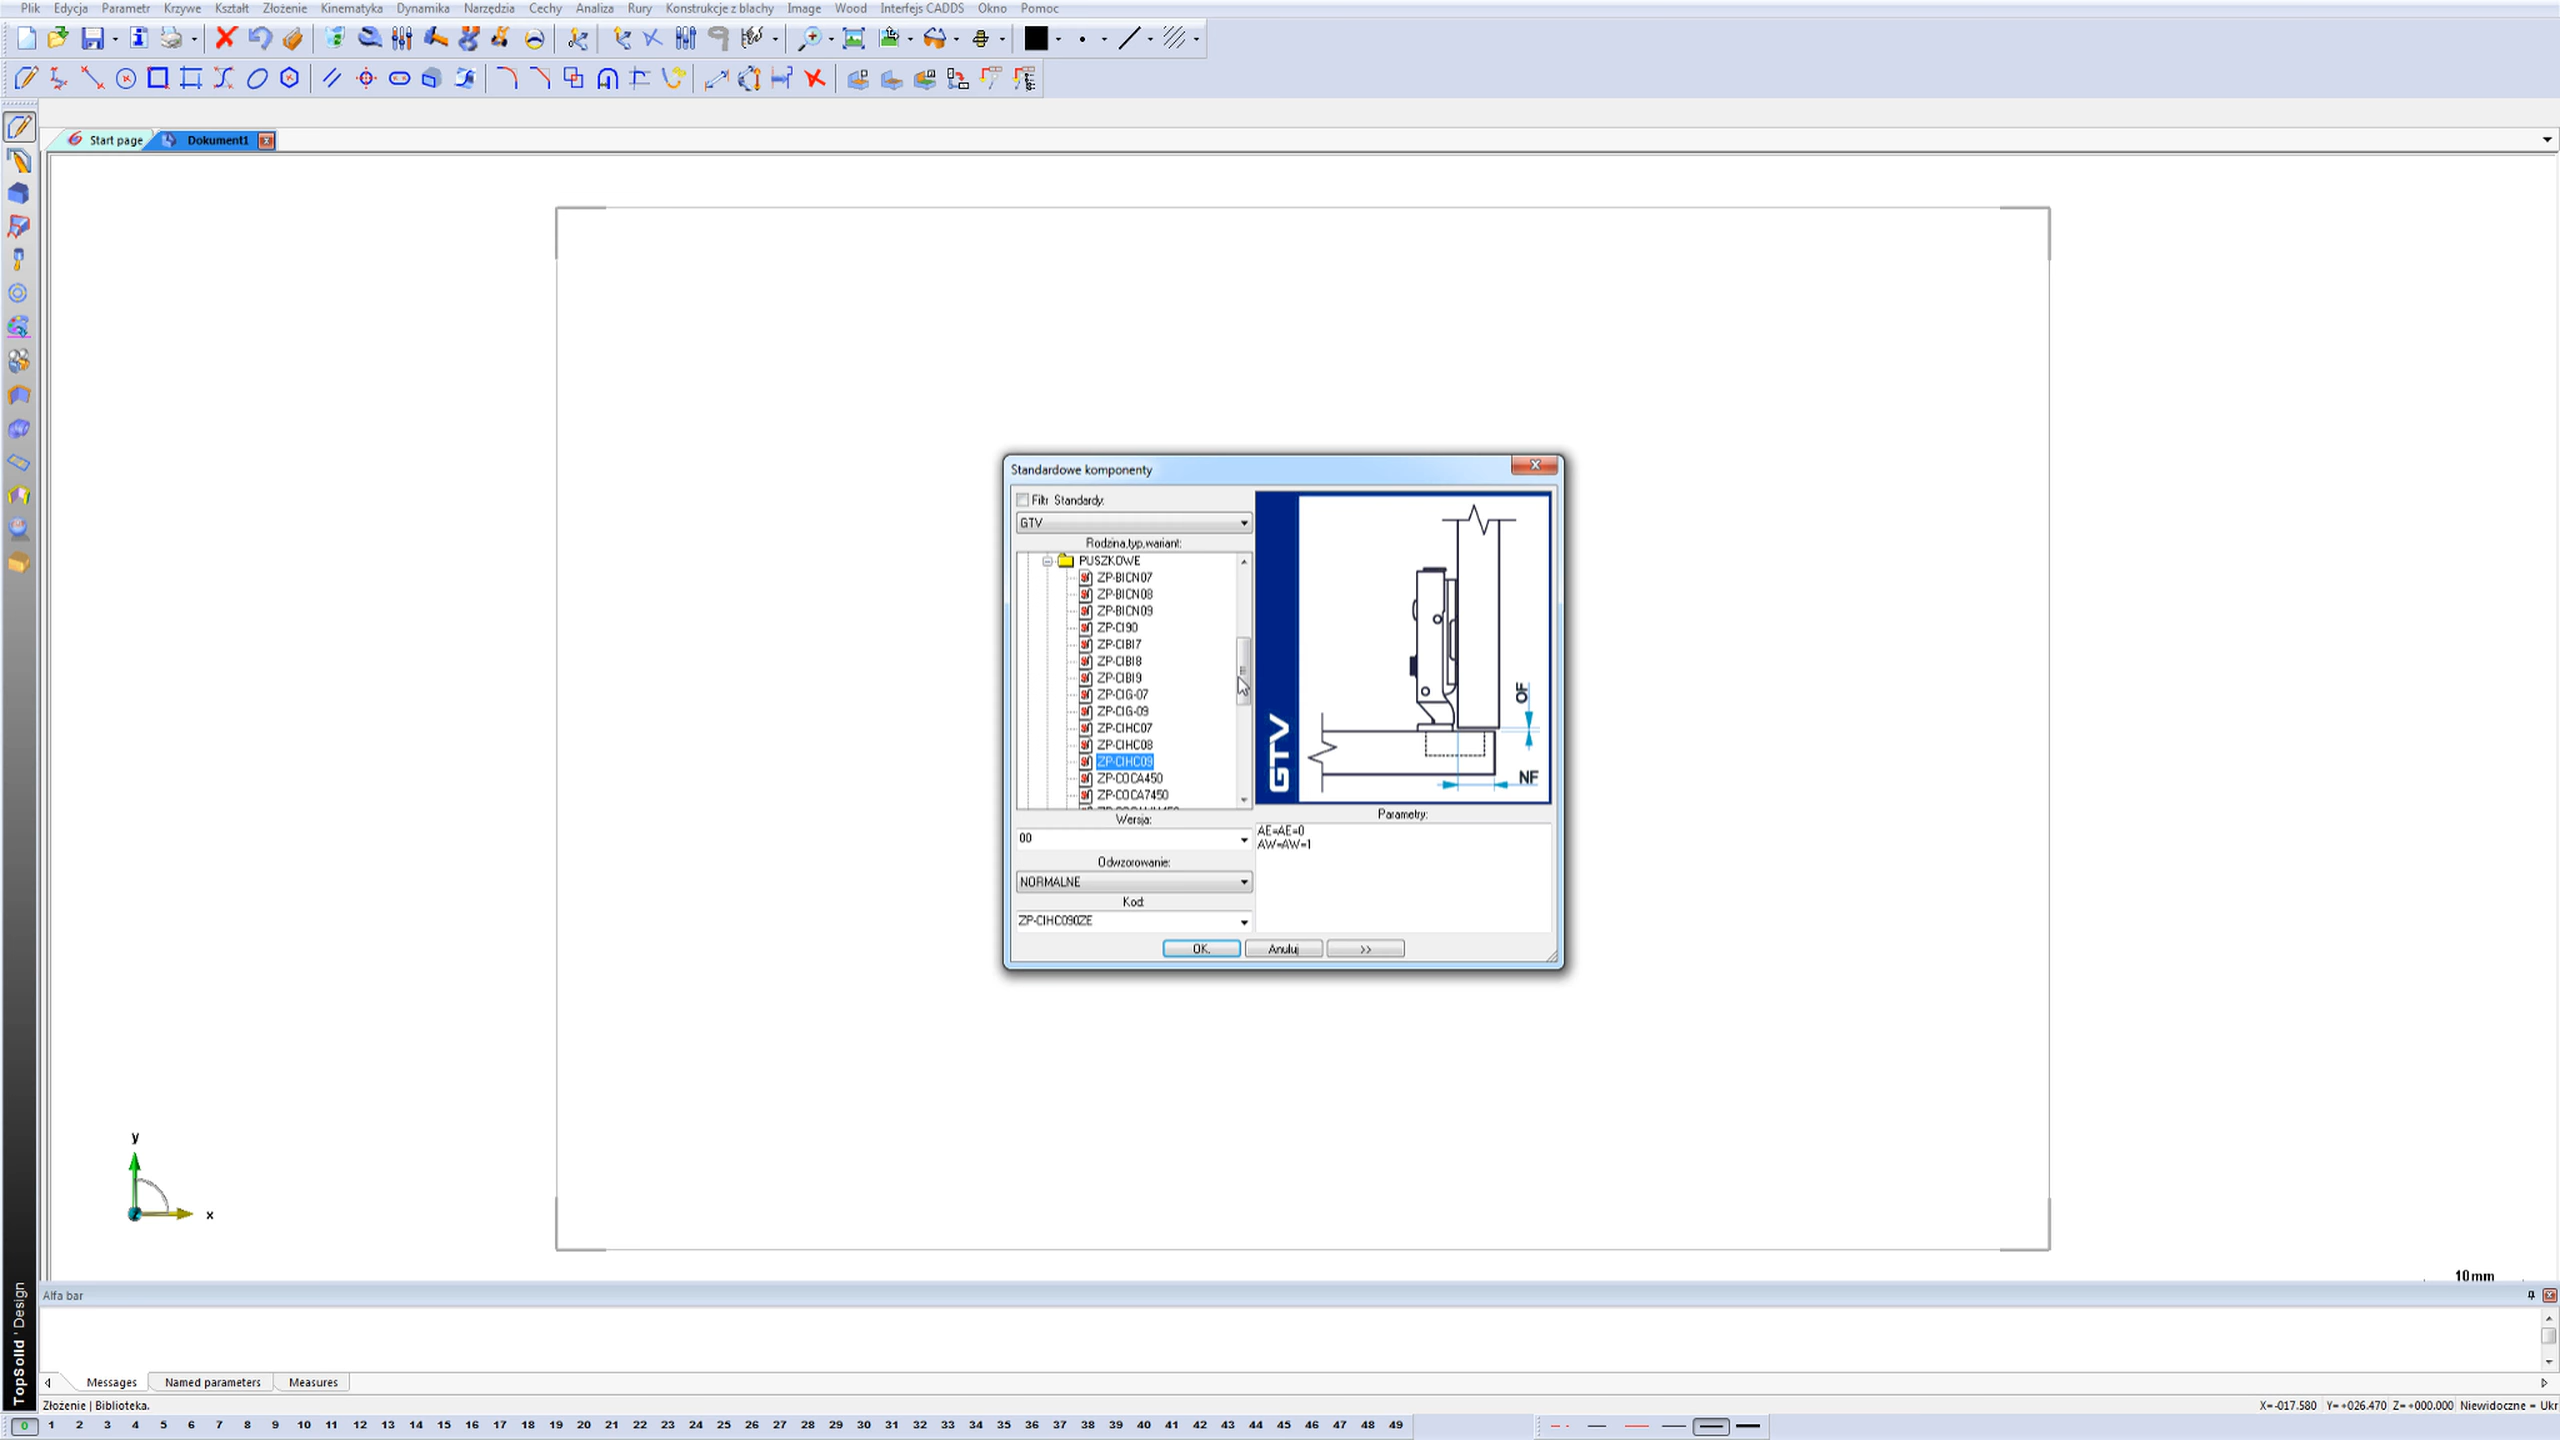 Plik Edycja Parametr Krzywe Kształt Złożenie Kinematyka Dynamika Narzędzia Cechy Analiza Rury Konstrukcje z blachy Image Wood Interfejs CADDS Okno Pomoc
Start page Dokument1
Standardowe komponenty
Filtr Standardy:
GTV
Rodzina,typ,wariant:
PUSZKOWE
ZP-BICN07
ZP-BICN08
ZP-BICN09
ZP-CI90
ZP-CIBI7
ZP-CIBI8
ZP-CIBI9
ZP-CIG-07
ZP-CIG-09
ZP-CIHC07
ZP-CIHC08
ZP-CIHC09
ZP-COCA450
ZP-COCA7450
GTV
OF
NF
Wersja:
00
Odwzorowanie:
NORMALNE
Kod:
ZP-CIHC090ZE
Parametry:
AE=AE=0
AW=AW=1
OK. Anuluj >>
y
x
10mm
TopSolid 'Design
Alfa bar
Messages Named parameters Measures
Złożenie | Biblioteka.
X=-017.580 Y=+026.470 Z=+000.000 Niewidoczne = Ukr
0 1 2 3 4 5 6 7 8 9 10 11 12 13 14 15 16 17 18 19 20 21 22 23 24 25 26 27 28 29 30 31 32 33 34 35 36 37 38 39 40 41 42 43 44 45 46 47 48 49